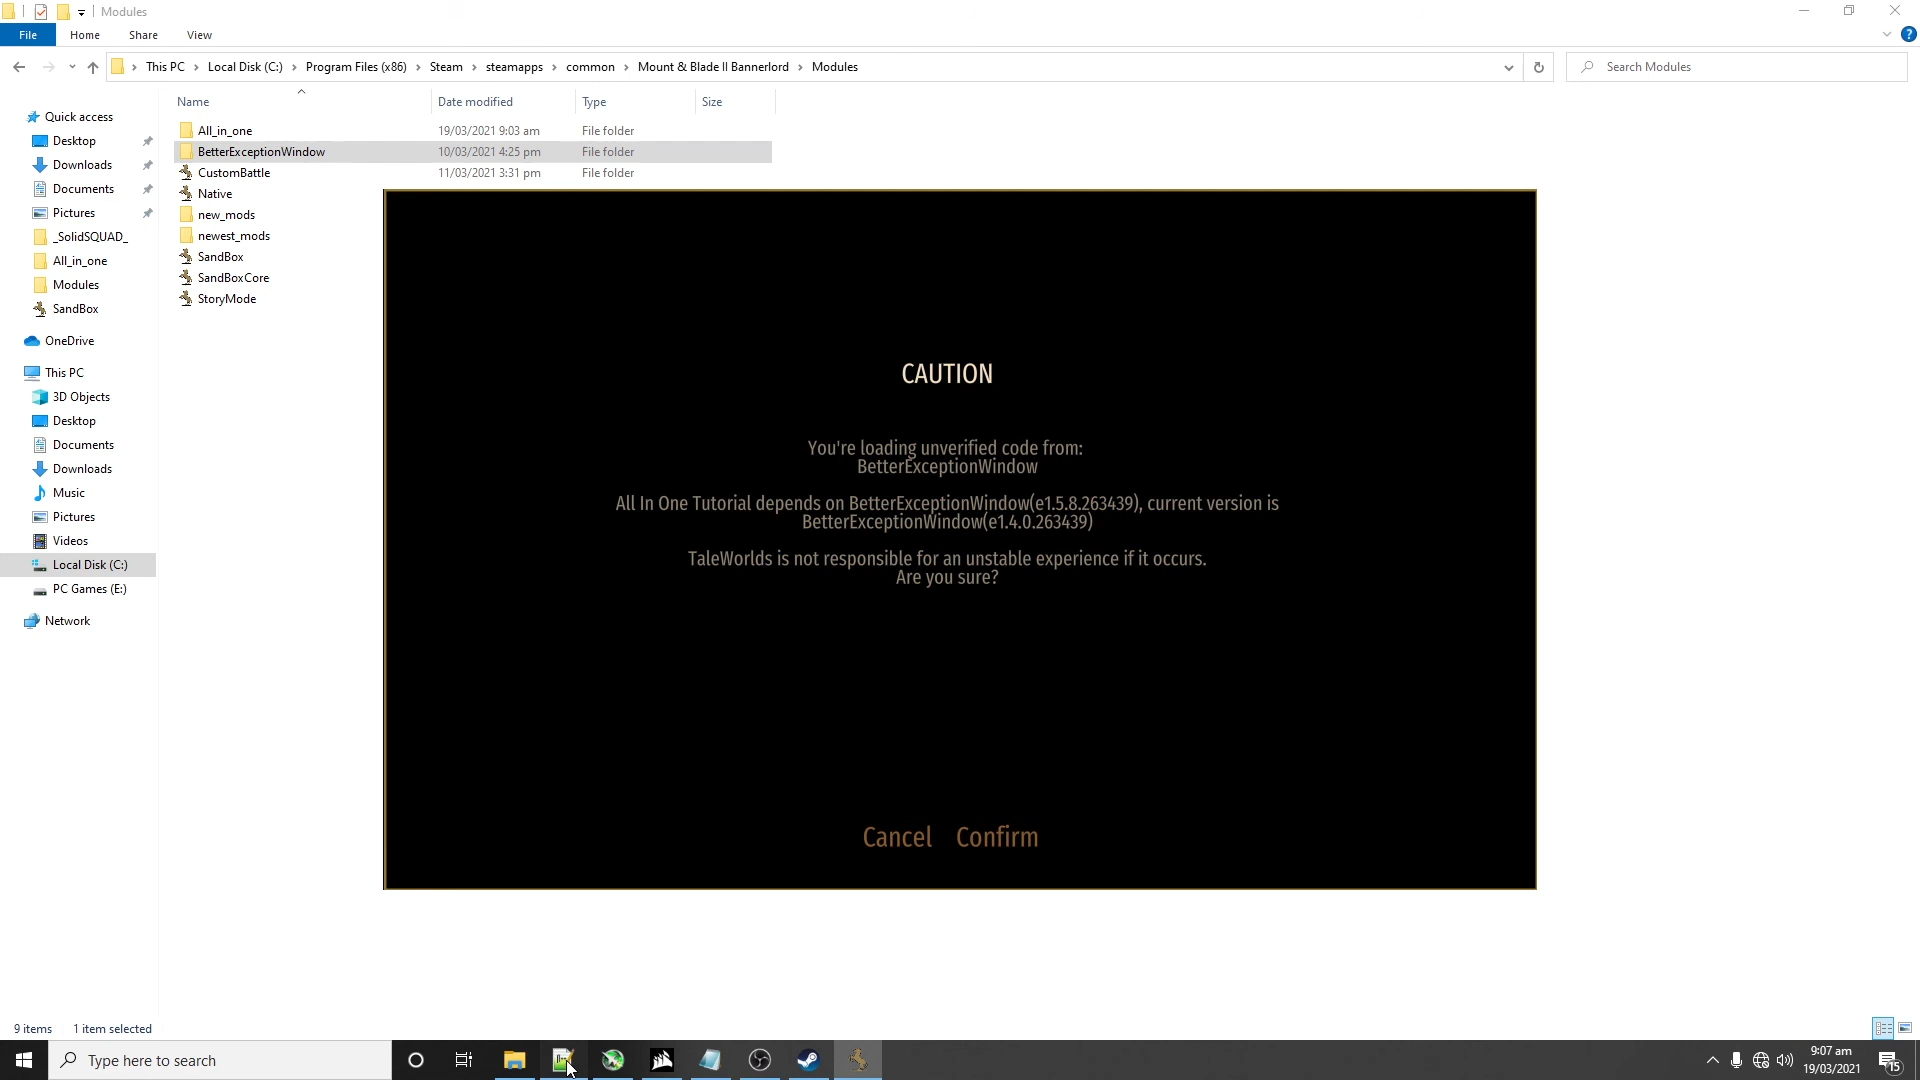 Modules
File
Home
Share
View
This PC
Local Disk (C:)
Program Files (x86)
Steam
steamapps
common
Mount & Blade II Bannerlord
Modules
Search Modules
Name
Date modified
Type
Size
All_in_one
19/03/2021 9:03 am
File folder
BetterExceptionWindow
10/03/2021 4:25 pm
File folder
CustomBattle
11/03/2021 3:31 pm
File folder
Native
new_mods
newest_mods
SandBox
SandBoxCore
StoryMode
Quick access
Desktop
Downloads
Documents
Pictures
_SolidSQUAD_
All_in_one
Modules
SandBox
OneDrive
This PC
3D Objects
Desktop
Documents
Downloads
Music
Pictures
Videos
Local Disk (C:)
PC Games (E:)
Network
CAUTION
You're loading unverified code from:
BetterExceptionWindow
All In One Tutorial depends on BetterExceptionWindow(e1.5.8.263439), current version is
BetterExceptionWindow(e1.4.0.263439)
TaleWorlds is not responsible for an unstable experience if it occurs.
Are you sure?
Cancel
Confirm
9 items
1 item selected
Type here to search
9:07 am
19/03/2021
15